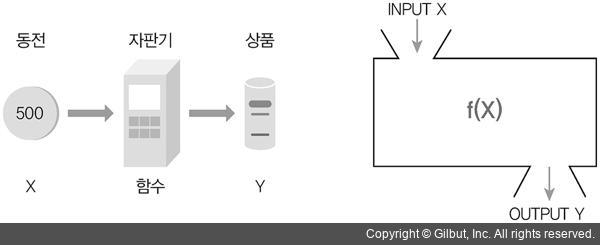 동전
자판기
상품
500
X
함수
Y
INPUT X
f(X)
OUTPUT Y
Copyright © Gilbut, Inc. All rights reserved.